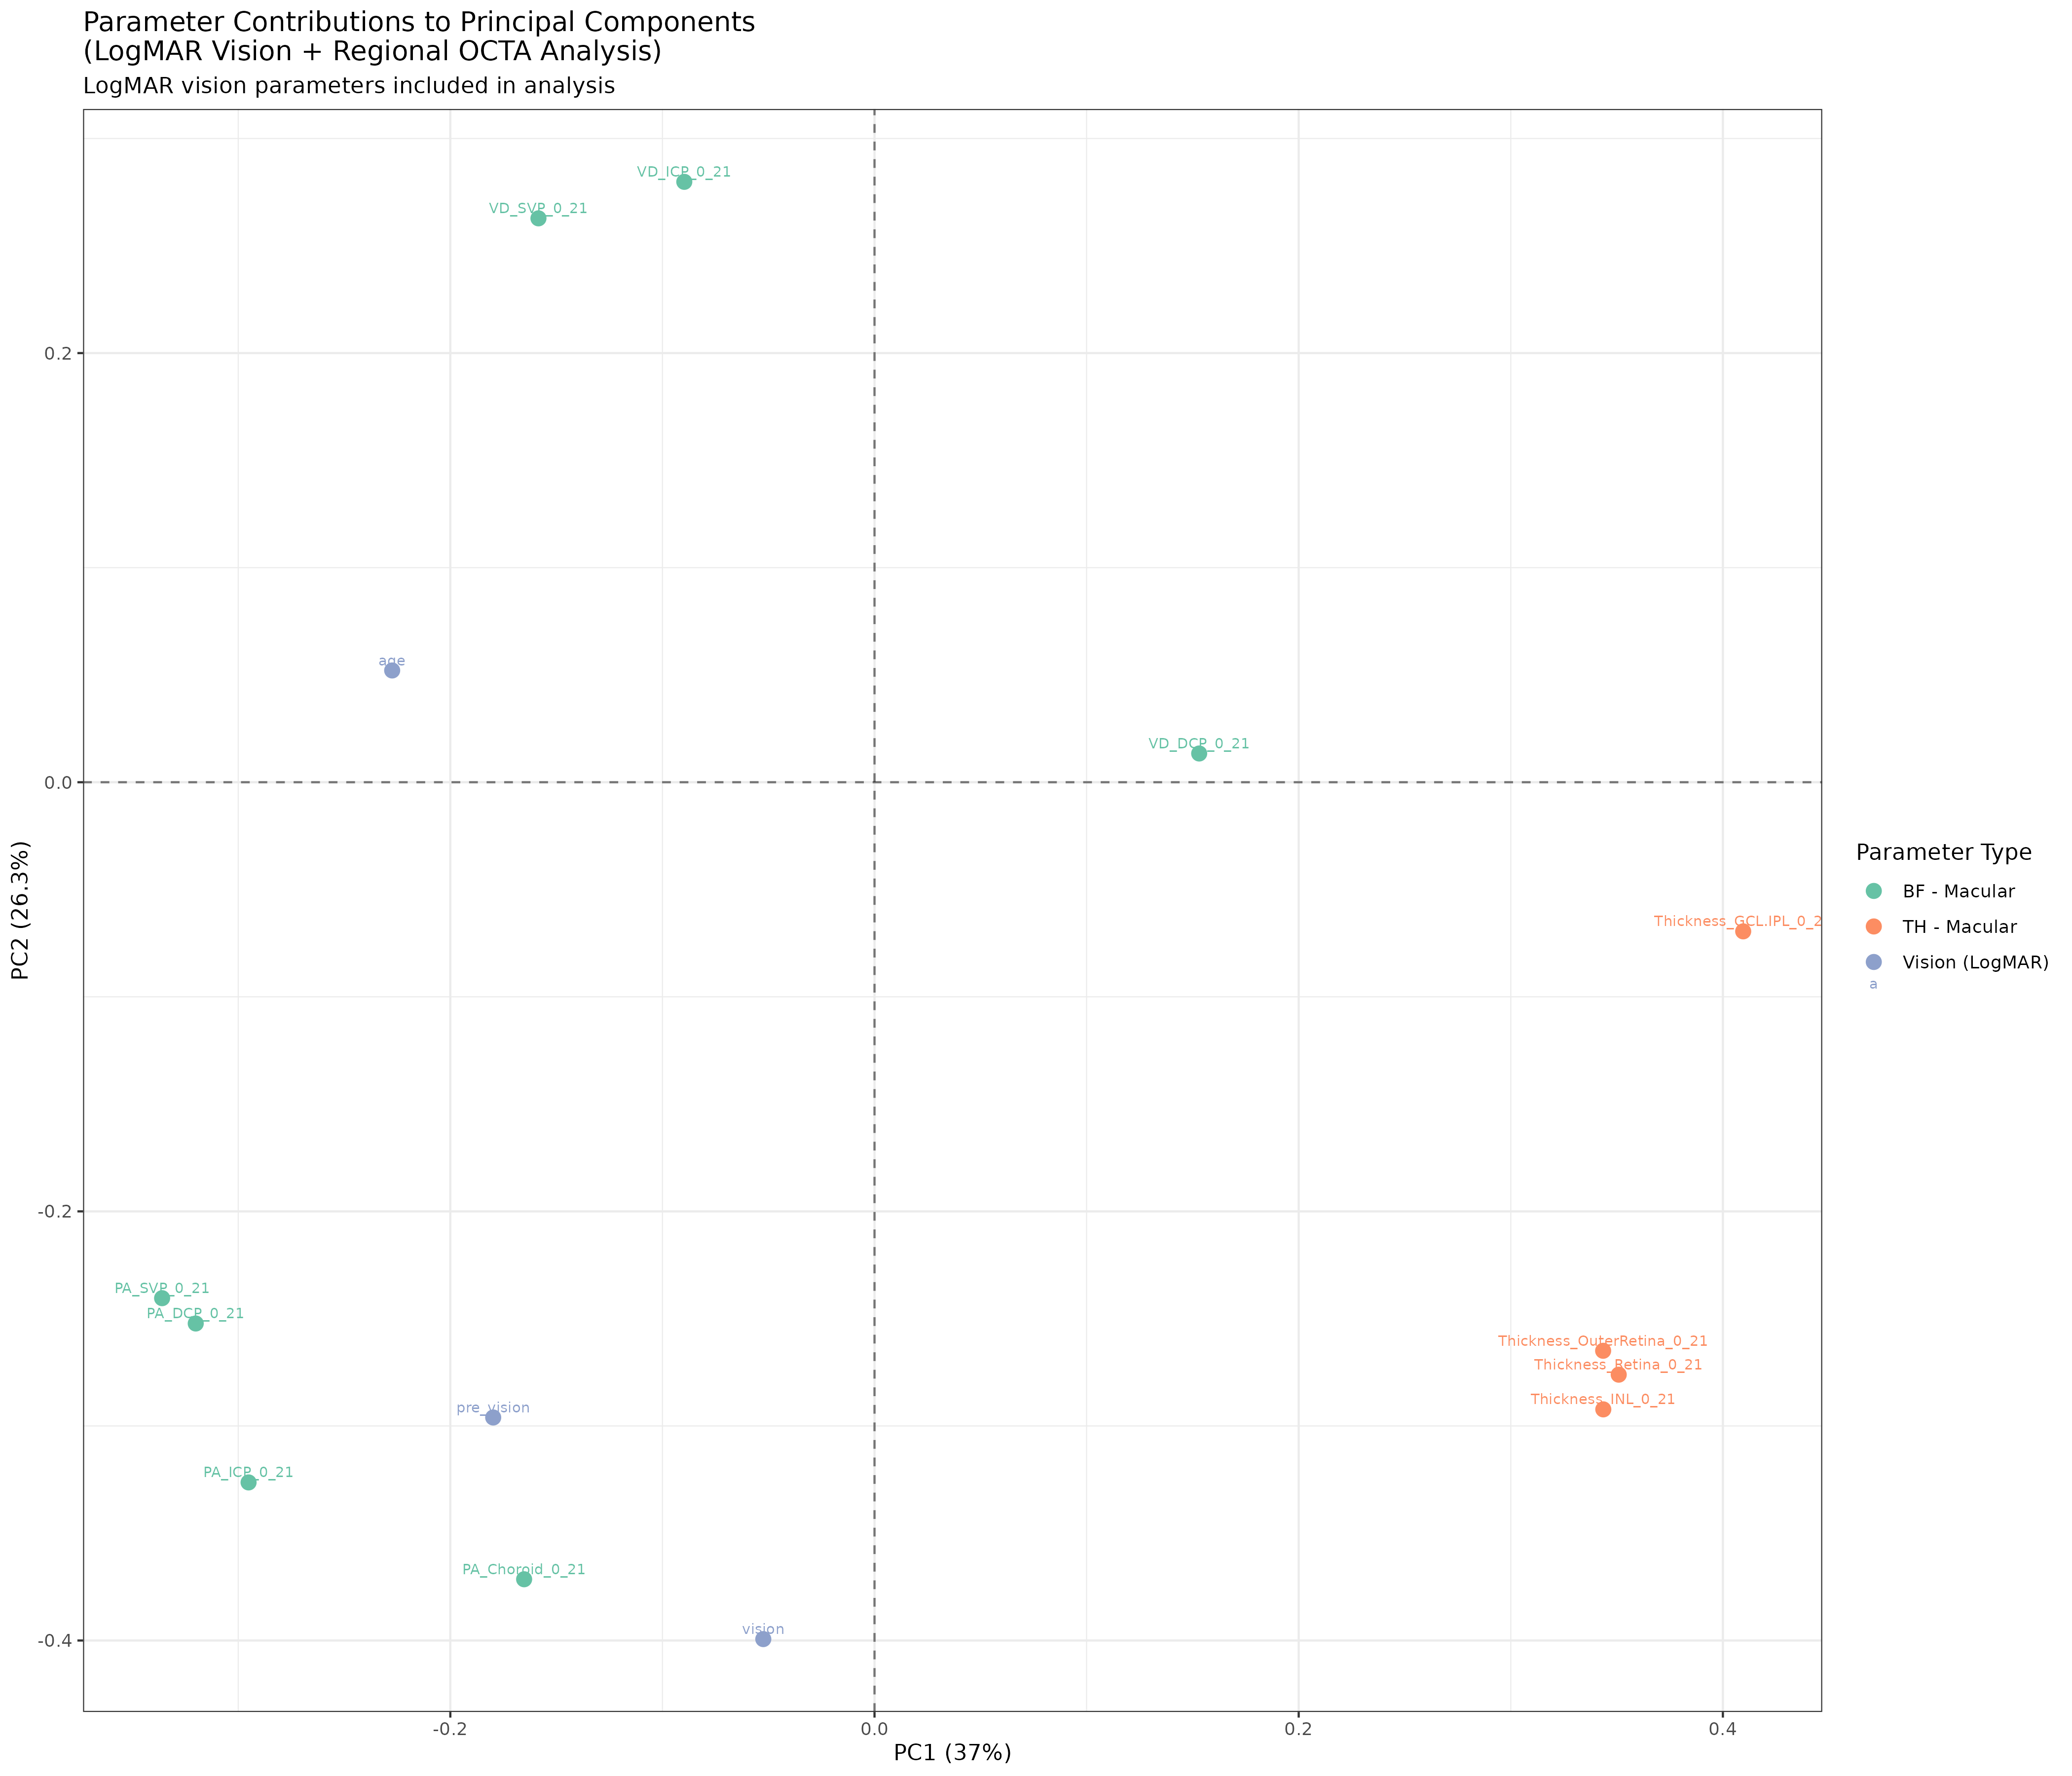 Parameter Contributions to Principal Components
(LogMAR Vision + Regional OCTA Analysis)
LogMAR vision parameters included in analysis
VD_ICP_0_21
VD_SVP_0_21
0.2
age
VD_DCP_0_21
0.0
PC2 (26.3%)
Thickness_GCL.IPL_0_2
Parameter Type
BF - Macular
TH - Macular
Vision (LogMAR)
a
-0.2
PA_SVP_0_21
PA_DCP_0_21
Thickness_OuterRetina_0_21
Thickness_Retina_0_21
Thickness_INL_0_21
pre_vision
PA_ICP_0_21
PA_Choroid_0_21
vision
-0.4
-0.2 0.0 0.2 0.4
PC1 (37%)